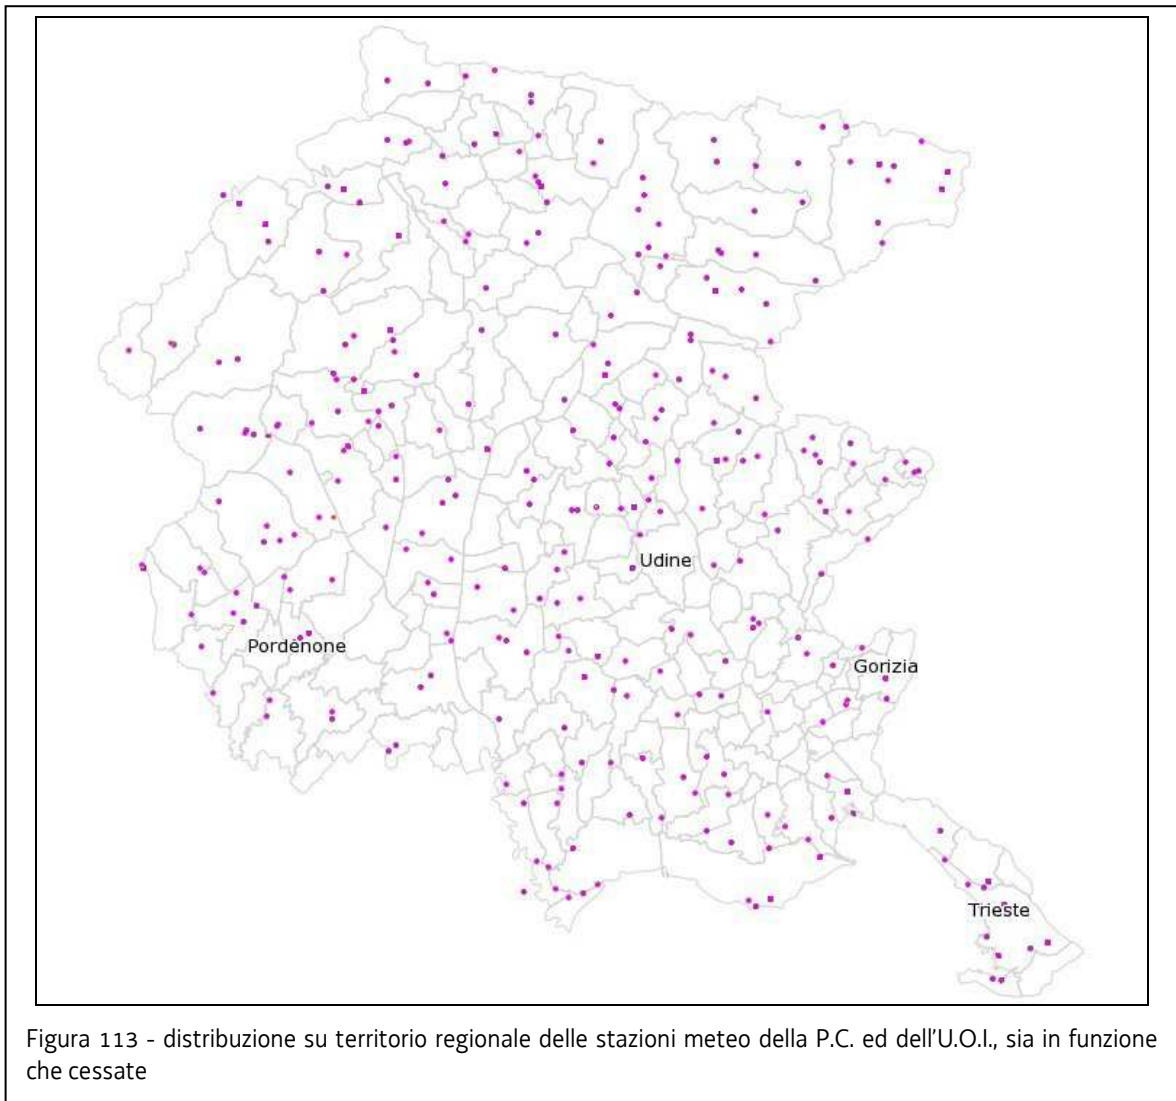 Udine
Pordenone
Gorizia
Trieste
Figura 113 - distribuzione su territorio regionale delle stazioni meteo della P.C. ed dell'U.O.I., sia in funzione
che cessate